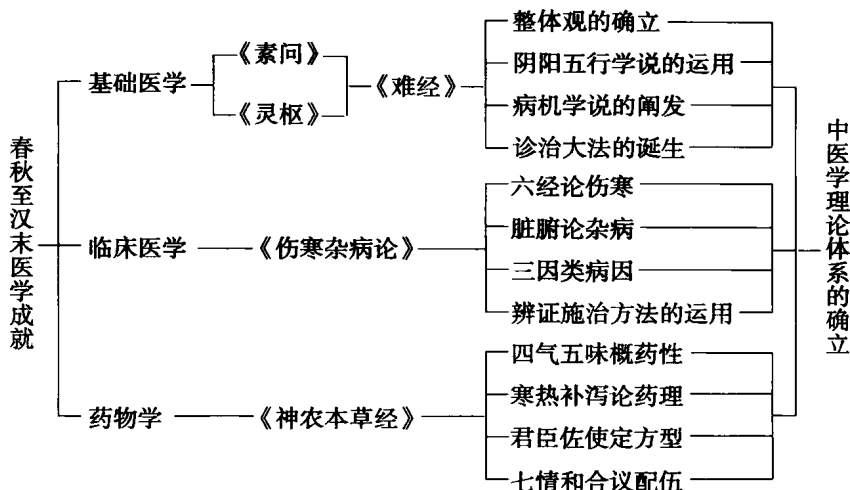 春秋至汉末医学成就
基础医学
《素问》
《灵枢》
《难经》
整体观的确立
阴阳五行学说的运用
病机学说的阐发
诊治大法的诞生
临床医学
《伤寒杂病论》
六经论伤寒
脏腑论杂病
三因类病因
辨证施治方法的运用
药物学
《神农本草经》
四气五味概药性
寒热补泻论药理
君臣佐使定方型
七情和合议配伍
中医学理论体系的确立